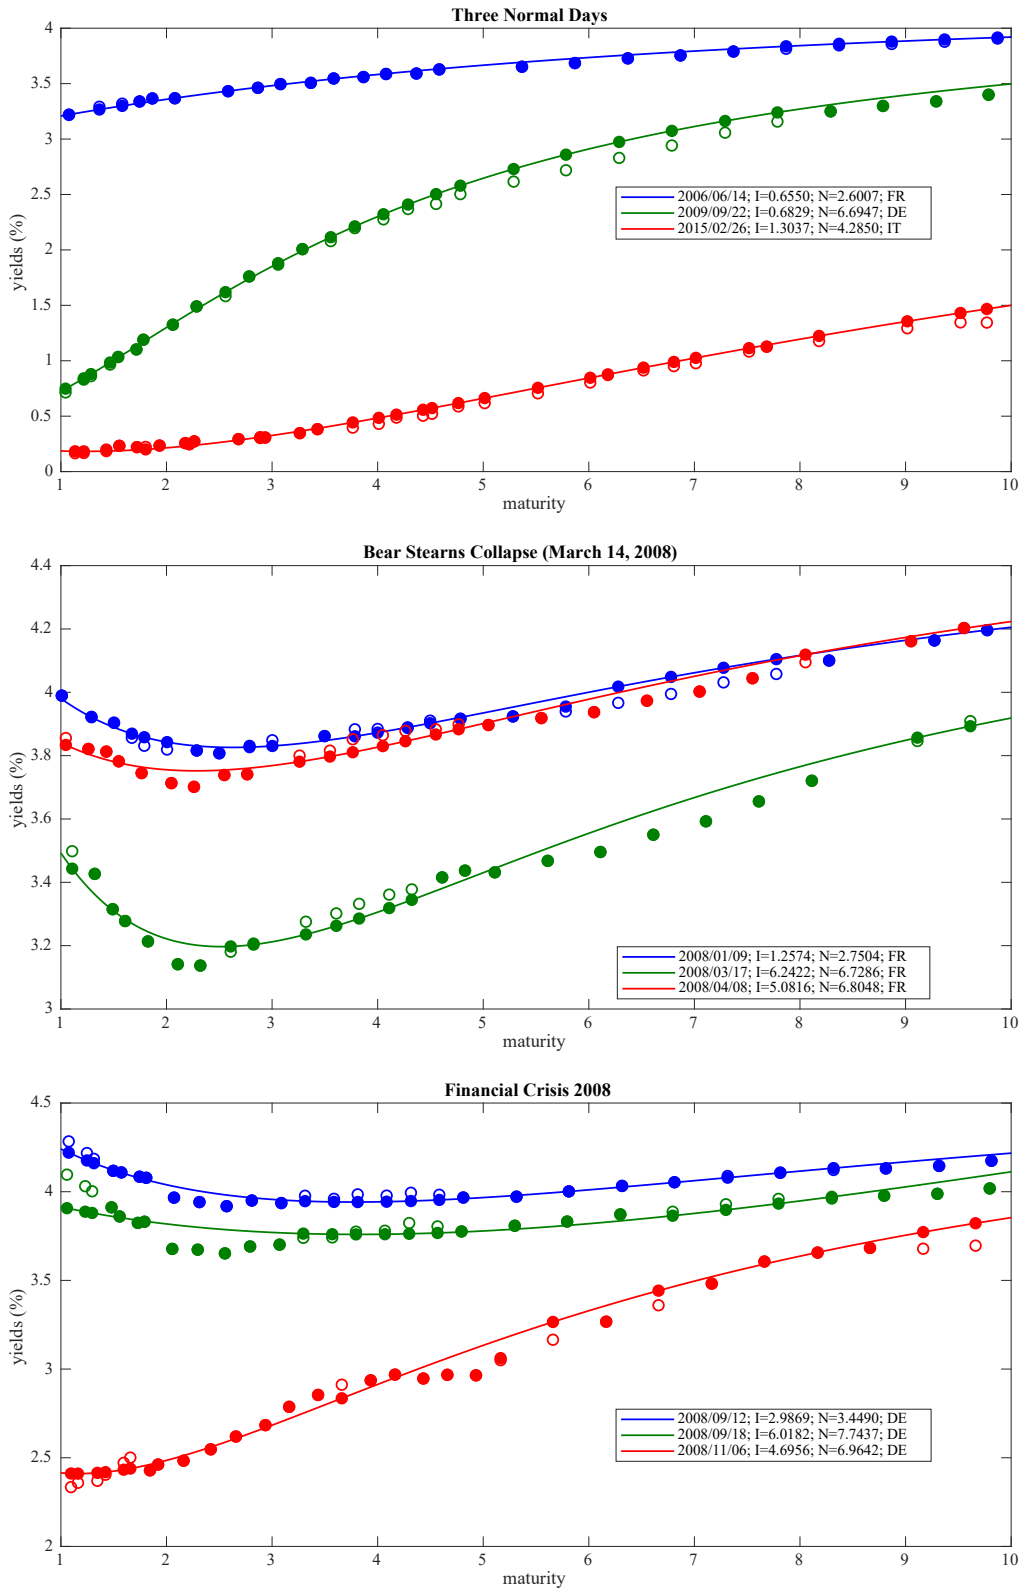 Three Normal Days
4
3.5
3
2.5
2
1.5
1
0.5
0
yields (%)
2006/06/14; I=0.6550; N=2.6007; FR
2009/09/22; I=0.6829; N=6.6947; DE
2015/02/26; I=1.3037; N=4.2850; IT
1 2 3 4 5 6 7 8 9 10
maturity
Bear Stearns Collapse (March 14, 2008)
4.4
4.2
4
3.8
3.6
3.4
3.2
3
yields (%)
2008/01/09; I=1.2574; N=2.7504; FR
2008/03/17; I=6.2422; N=6.7286; FR
2008/04/08; I=5.0816; N=6.8048; FR
1 2 3 4 5 6 7 8 9 10
maturity
Financial Crisis 2008
4.5
4
3.5
3
2.5
2
yields (%)
2008/09/12; I=2.9869; N=3.4490; DE
2008/09/18; I=6.0182; N=7.7437; DE
2008/11/06; I=4.6956; N=6.9642; DE
1 2 3 4 5 6 7 8 9 10
maturity